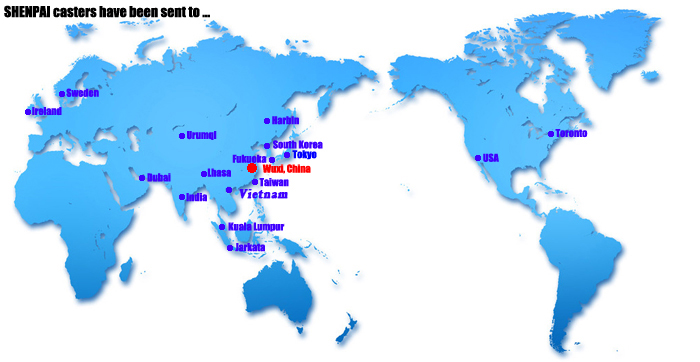 SHENPAI casters have been sent to ...
Sweden
Ireland
Harbin
Urumqi
Toronto
South Korea
Tokyo
Fukuoka
USA
Wuxi, China
Lhasa
Dubai
Taiwan
Vietnam
India
Kuala Lumpur
Jarkata